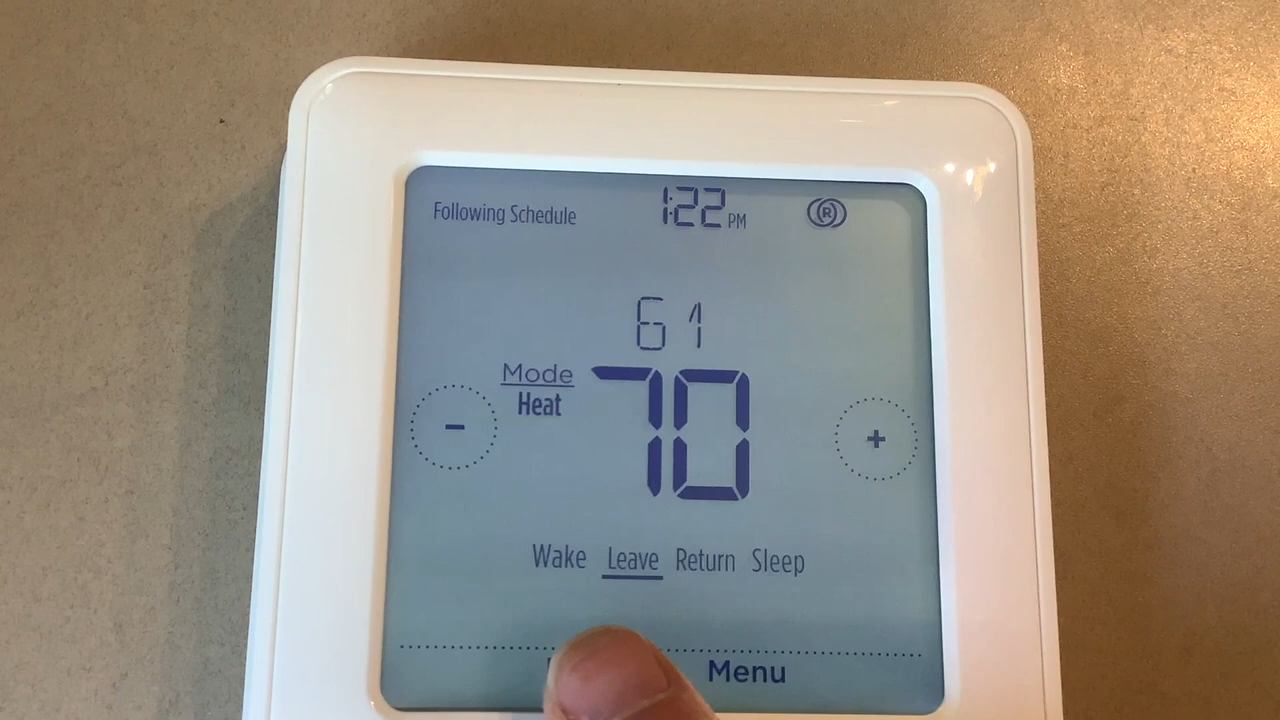 Following Schedule 1:22 PM R
61
Mode
Heat
70
- +
Wake Leave Return Sleep
Menu